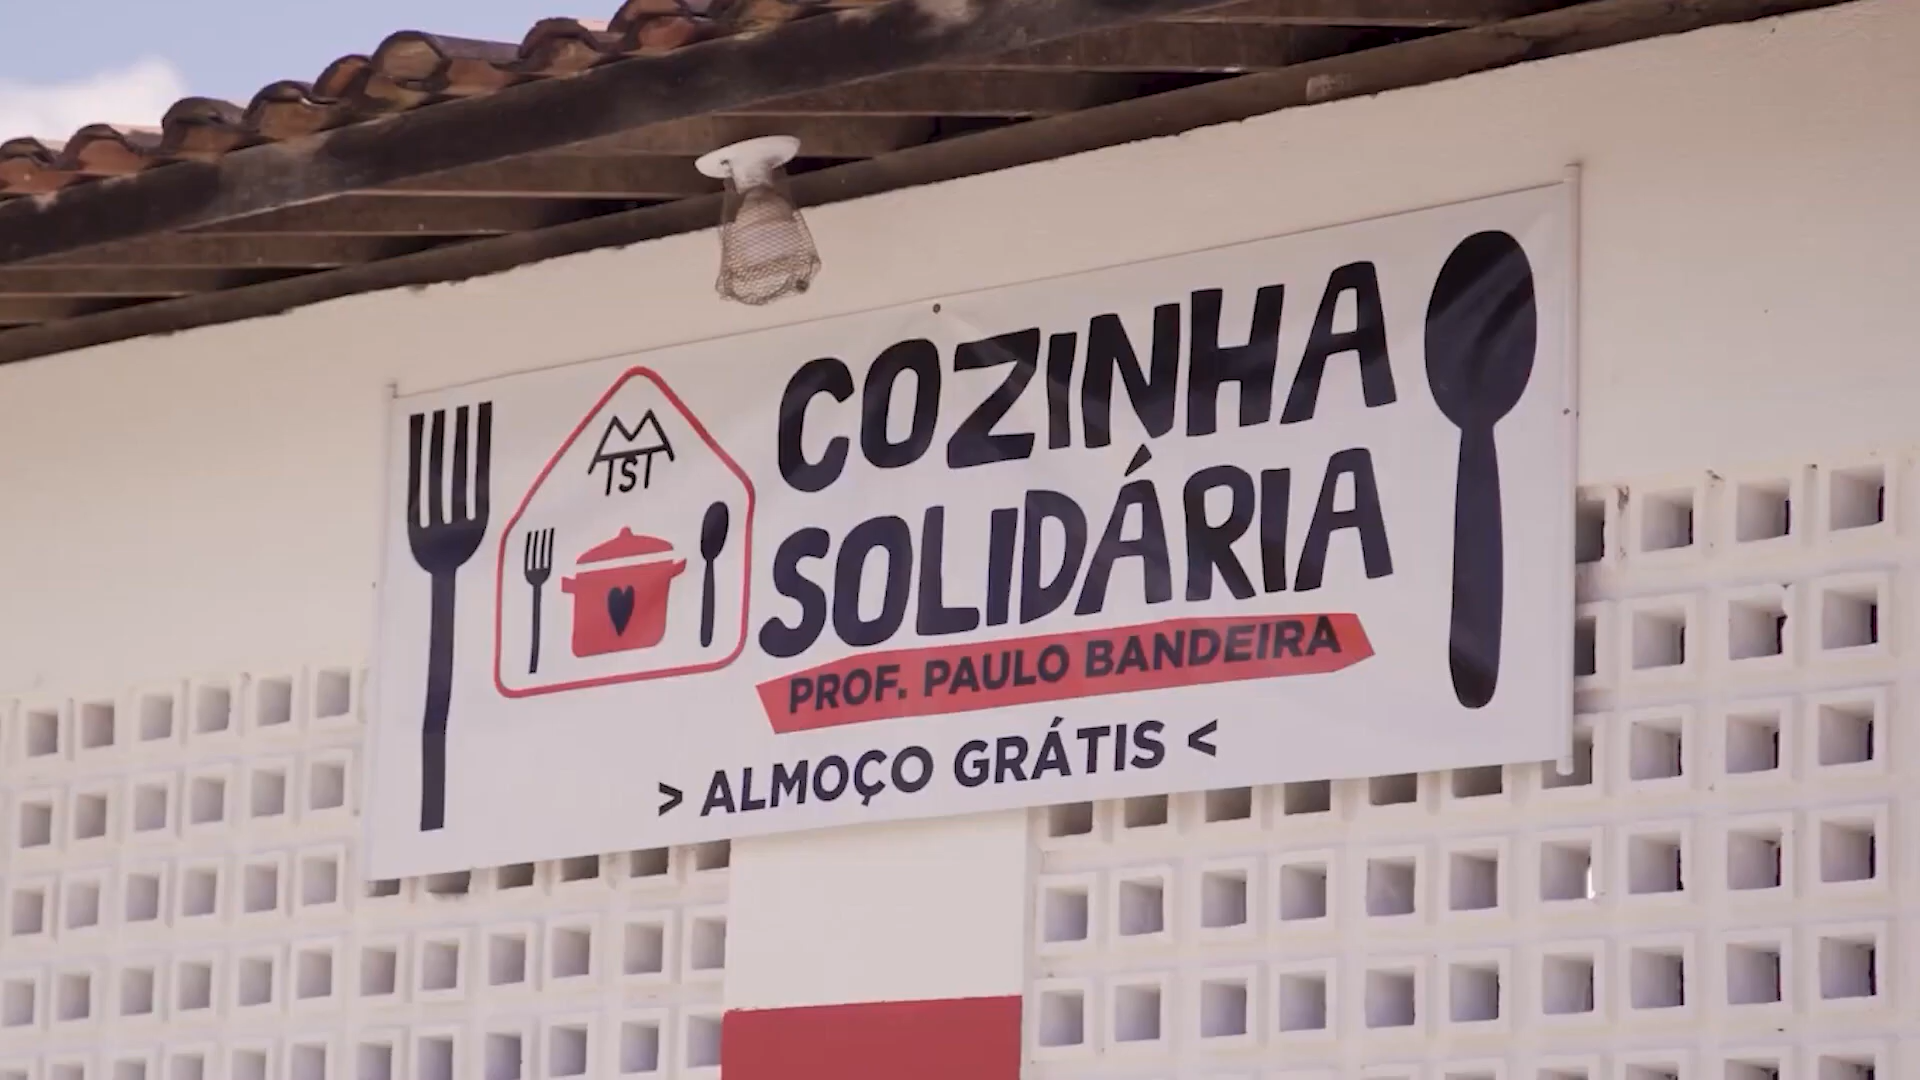 MTST
COZINHA
SOLIDÁRIA
PROF. PAULO BANDEIRA
> ALMOÇO GRÁTIS <